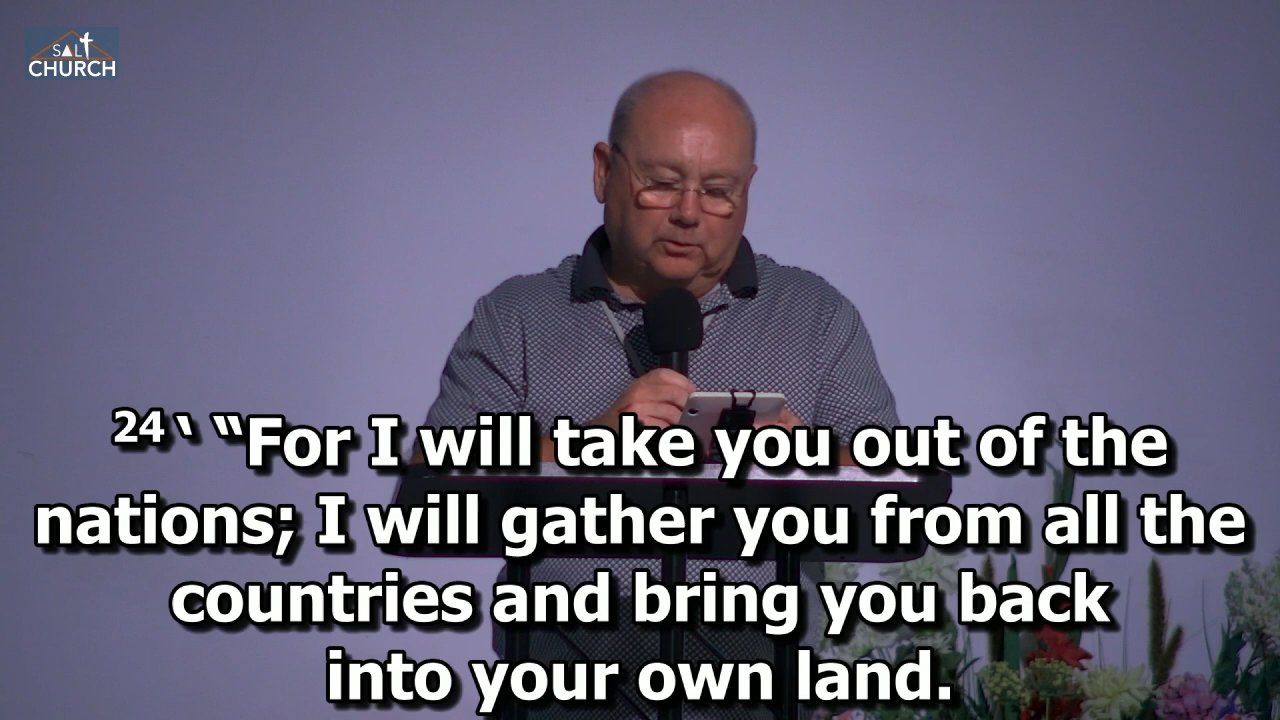 SALT
CHURCH
24 ‘ “For I will take you out of the
nations; I will gather you from all the
countries and bring you back
into your own land.